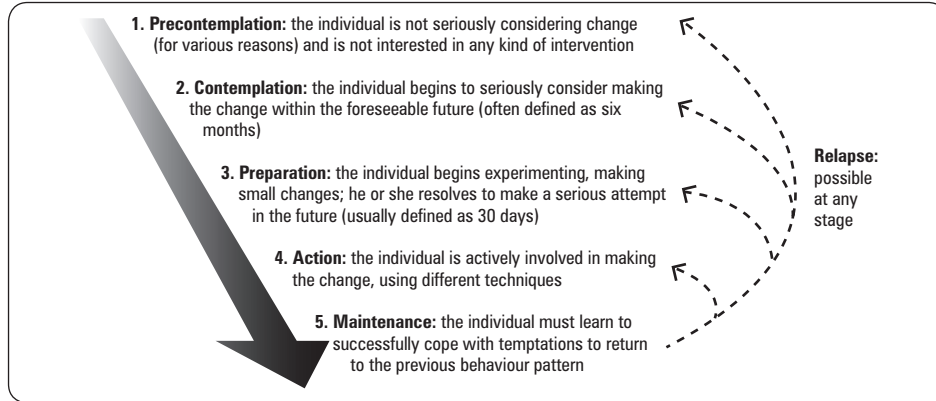 1. Precontemplation: the individual is not seriously considering change
(for various reasons) and is not interested in any kind of intervention
2. Contemplation: the individual begins to seriously consider making
the change within the foreseeable future (often defined as six
months)
3. Preparation: the individual begins experimenting, making
small changes; he or she resolves to make a serious attempt
in the future (usually defined as 30 days)
4. Action: the individual is actively involved in making
the change, using different techniques
5. Maintenance: the individual must learn to
successfully cope with temptations to return
to the previous behaviour pattern
Relapse:
possible
at any
stage